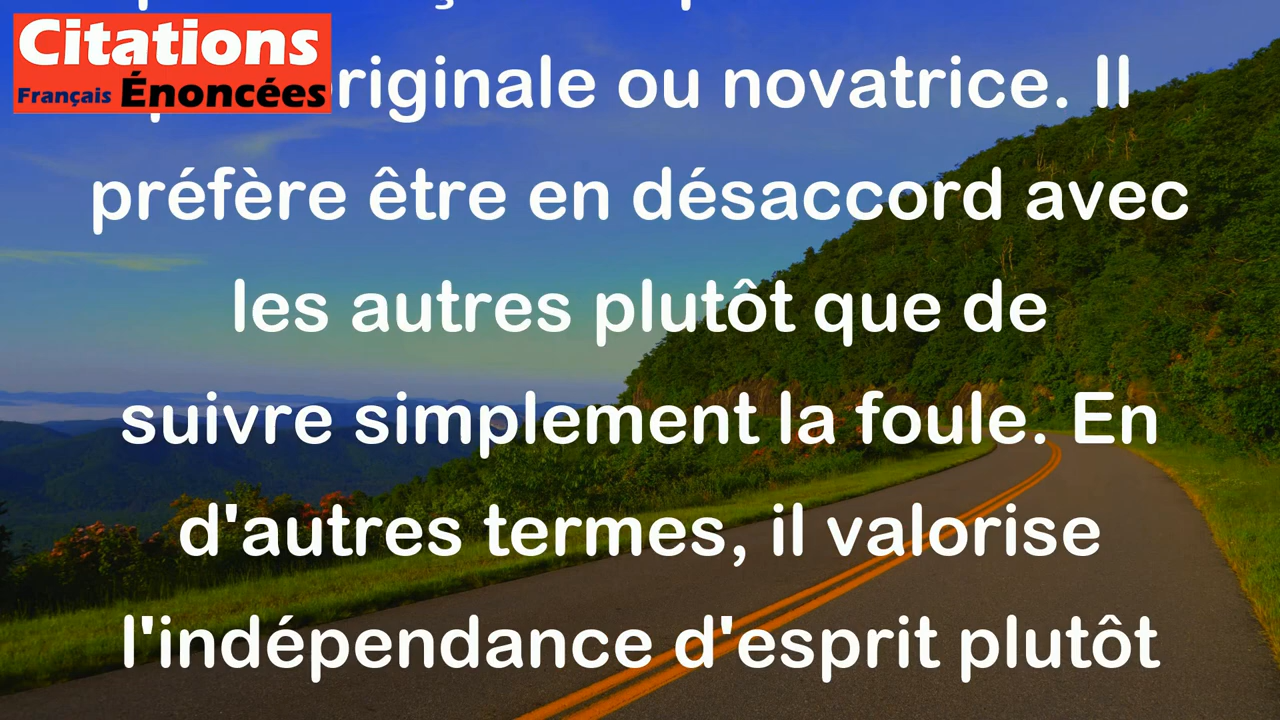 Citations
Français Énoncées
riginale ou novatrice. Il
préfère être en désaccord avec
les autres plutôt que de
suivre simplement la foule. En
d'autres termes, il valorise
l'indépendance d'esprit plutôt